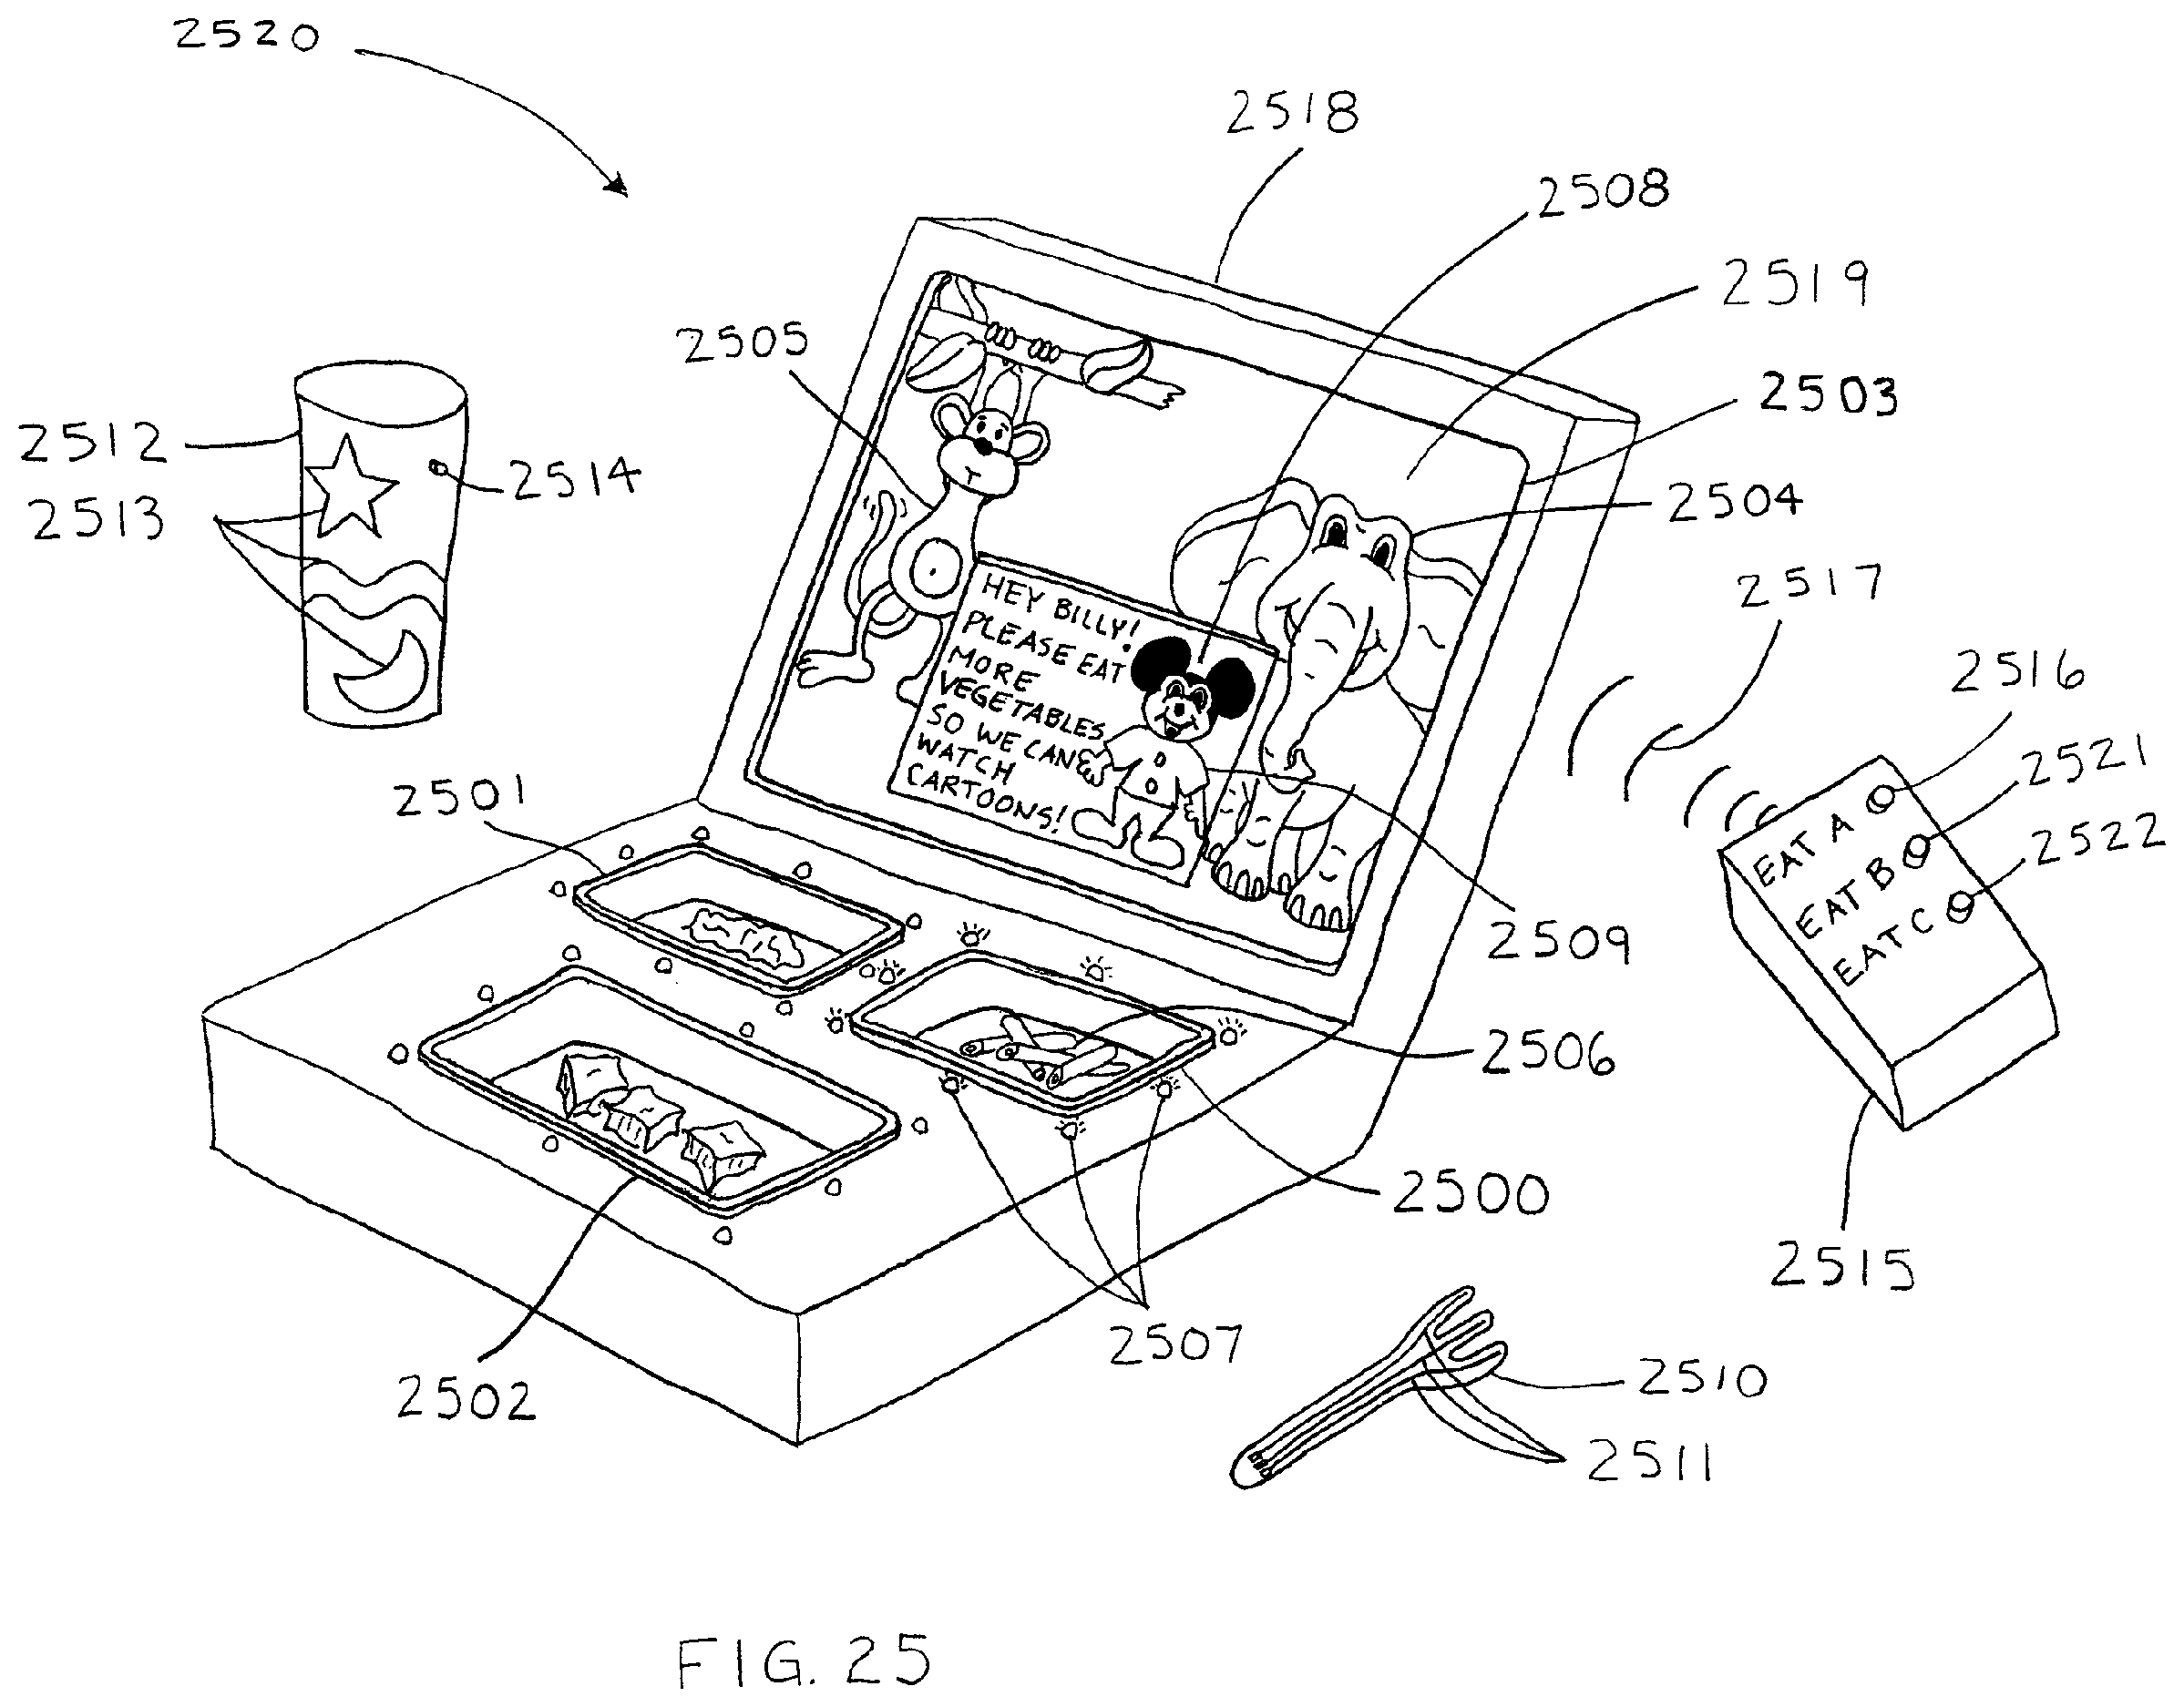 2520
2518
2508
2519
2505
2503
2512
2514
2504
2513
2517
HEY BILLY!
PLEASE EAT
MORE
VEGETABLES
SO WE CAN
WATCH
CARTOONS!
2516
2521
2501
2522
EAT A
EAT B
EAT C
2509
2506
2500
2515
2507
2502
2510
2511
FIG. 25